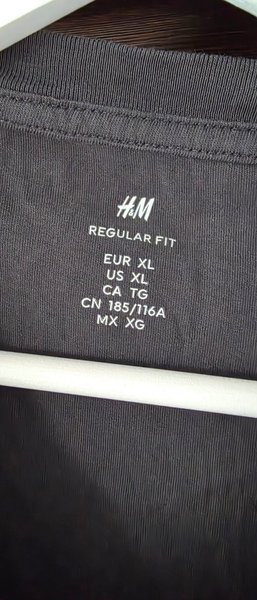 H&M
REGULAR FIT
EUR XL
US XL
CA TG
CN 185/116A
MX XG